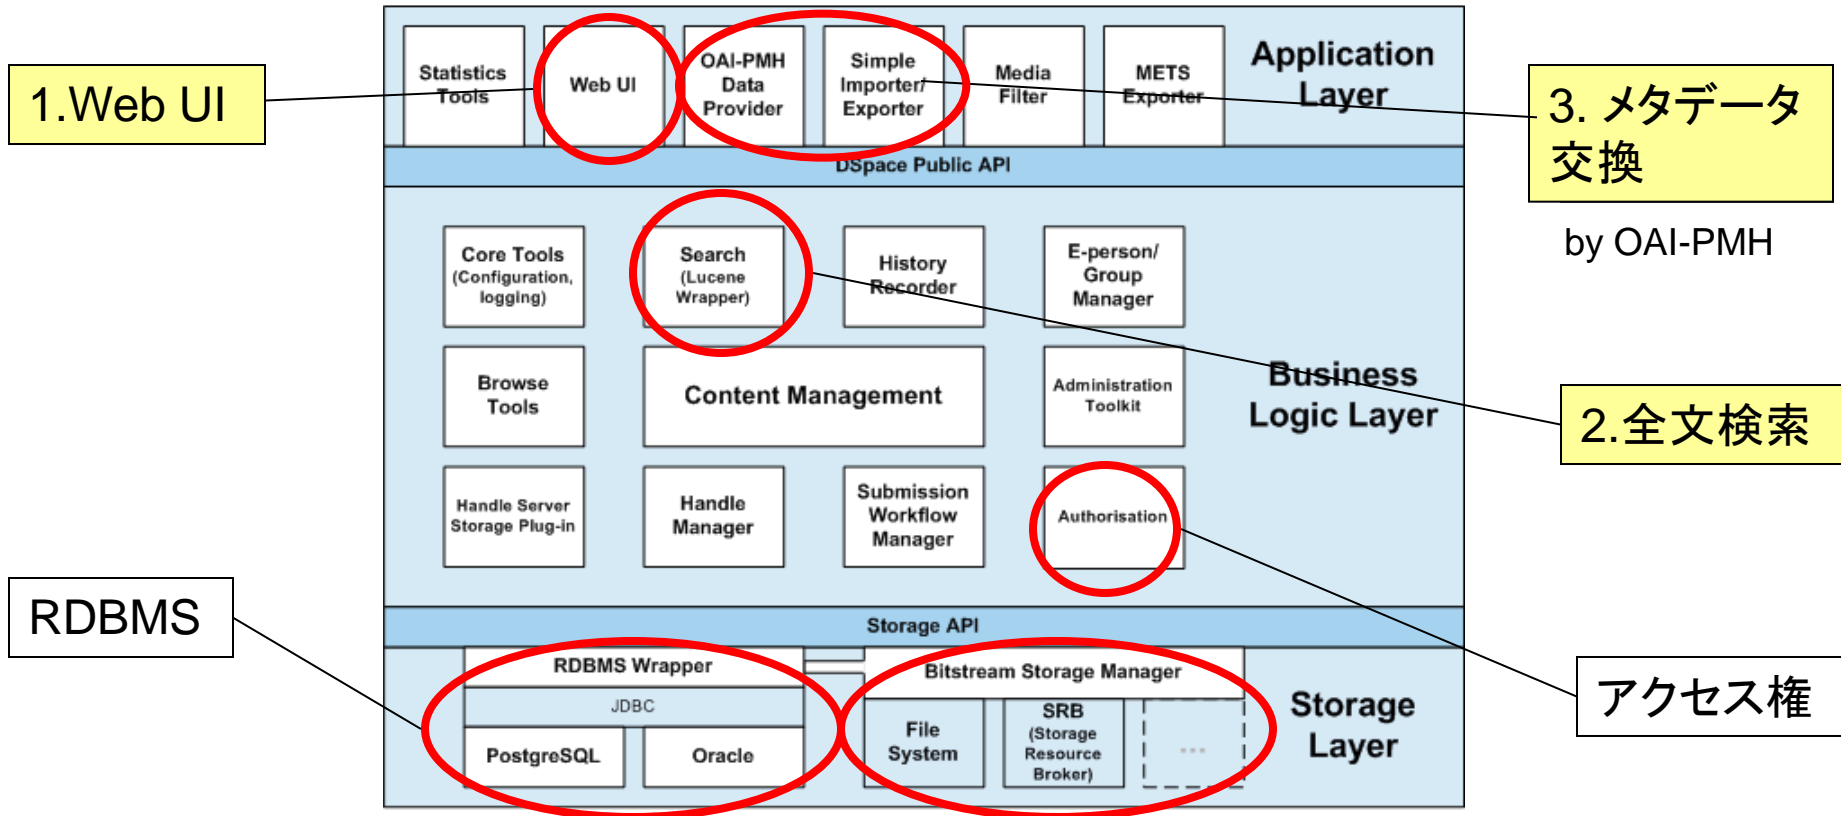 1.Web UI
Statistics
Tools
Web UI
OAI-PMH
Data
Provider
Simple
Importer/
Exporter
Media
Filter
METS
Exporter
Application
Layer
3. メタデータ
交換
by OAI-PMH
DSpace Public API
Core Tools
(Configuration,
logging)
Search
(Lucene
Wrapper)
History
Recorder
E-person/
Group
Manager
Browse
Tools
Content Management
Administration
Toolkit
Business
Logic Layer
2.全文検索
Handle Server
Storage Plug-in
Handle
Manager
Submission
Workflow
Manager
Authorisation
RDBMS
Storage API
RDBMS Wrapper
JDBC
PostgreSQL
Oracle
Bitstream Storage Manager
File
System
SRB
(Storage
Resource
Broker)
...
Storage
Layer
アクセス権